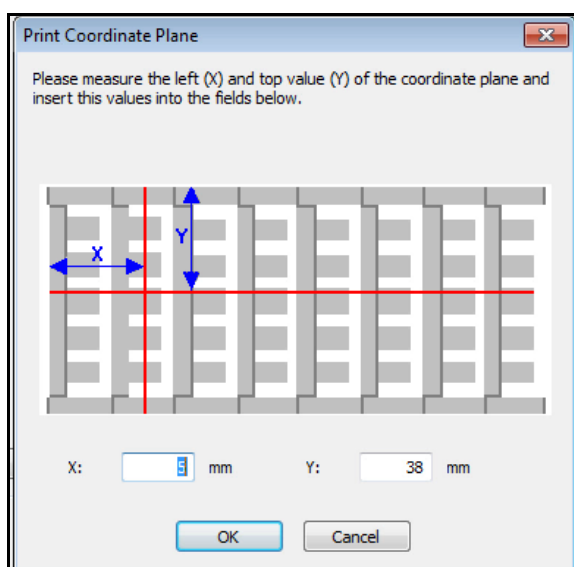 Print Coordinate Plane
Please measure the left (X) and top value (Y) of the coordinate plane and
insert this values into the fields below.
X
Y
X: 5 mm Y: 38 mm
OK Cancel